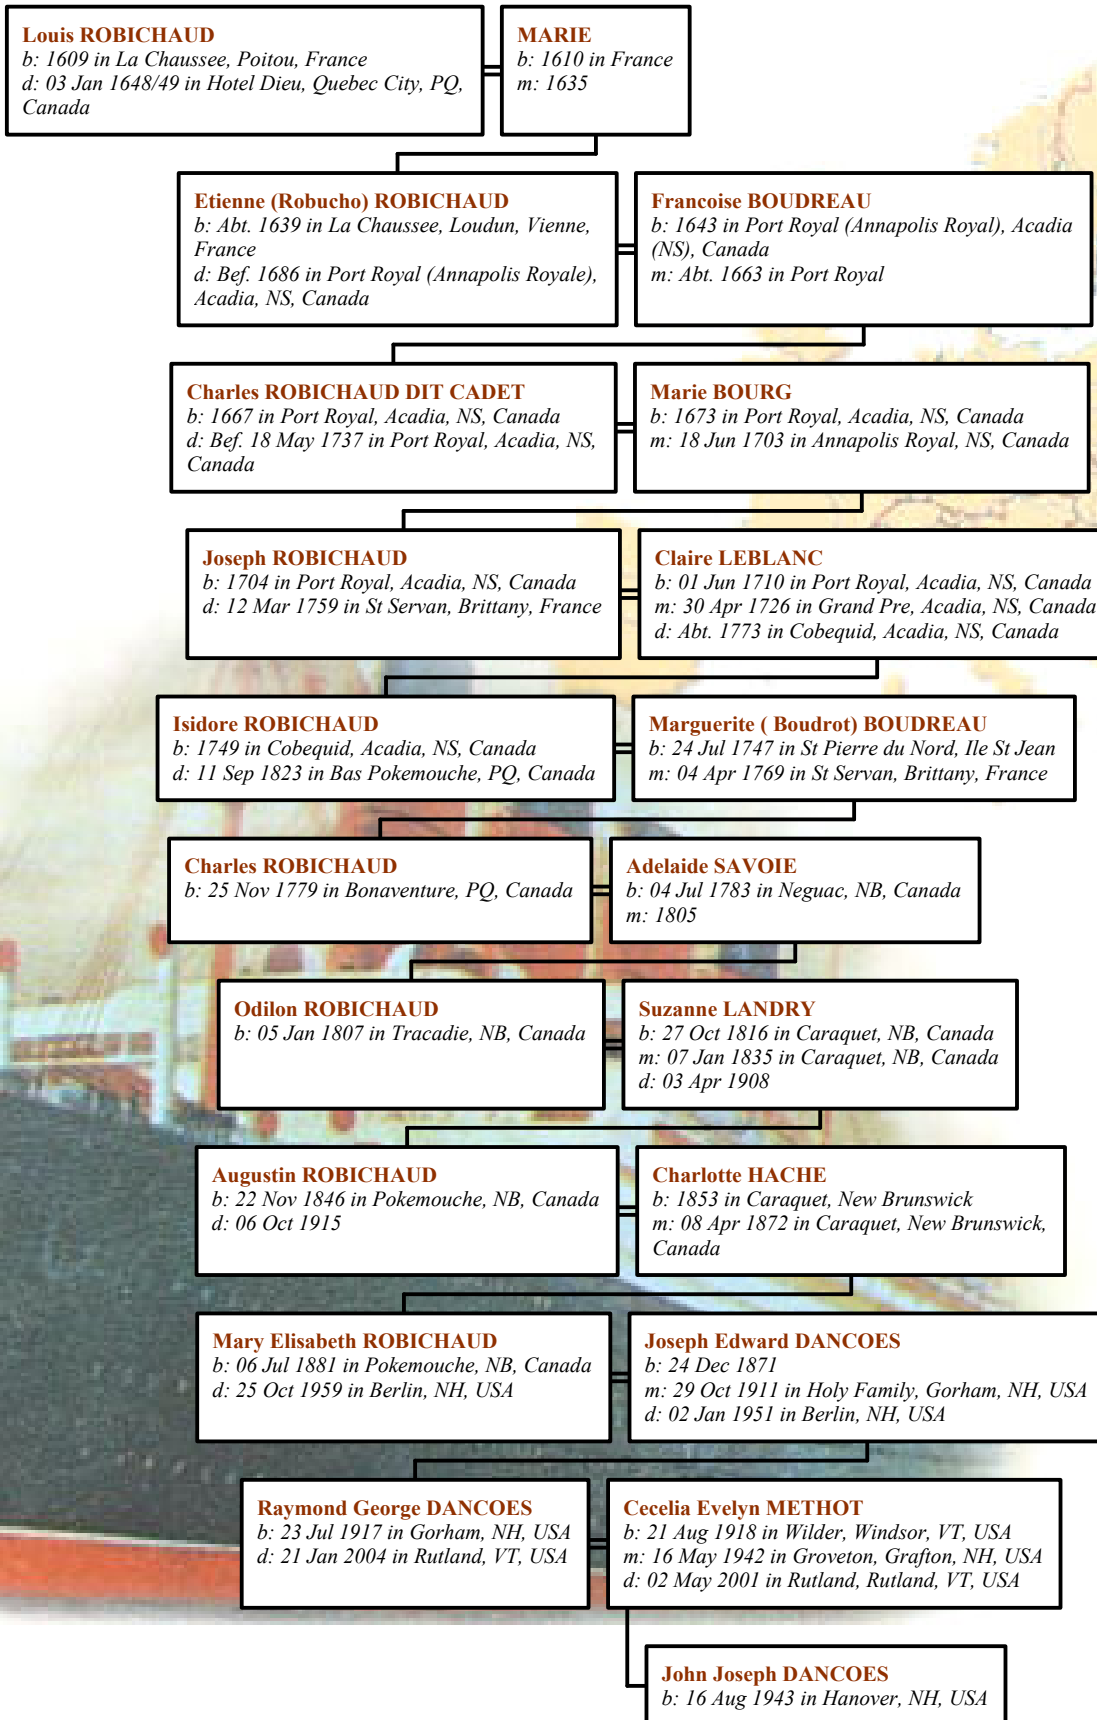 Louis ROBICHAUD
b: 1609 in La Chaussee, Poitou, France
d: 03 Jan 1648/49 in Hotel Dieu, Quebec City, PQ,
Canada
MARIE
b: 1610 in France
m: 1635
Etienne (Robucho) ROBICHAUD
b: Abt. 1639 in La Chaussee, Loudun, Vienne,
France
d: Bef. 1686 in Port Royal (Annapolis Royale),
Acadia, NS, Canada
Francoise BOUDREAU
b: 1643 in Port Royal (Annapolis Royal), Acadia
(NS), Canada
m: Abt. 1663 in Port Royal
Charles ROBICHAUD DIT CADET
b: 1667 in Port Royal, Acadia, NS, Canada
d: Bef. 18 May 1737 in Port Royal, Acadia, NS,
Canada
Marie BOURG
b: 1673 in Port Royal, Acadia, NS, Canada
m: 18 Jun 1703 in Annapolis Royal, NS, Canada
Joseph ROBICHAUD
b: 1704 in Port Royal, Acadia, NS, Canada
d: 12 Mar 1759 in St Servan, Brittany, France
Claire LEBLANC
b: 01 Jun 1710 in Port Royal, Acadia, NS, Canada
m: 30 Apr 1726 in Grand Pre, Acadia, NS, Canada
d: Abt. 1773 in Cobequid, Acadia, NS, Canada
Isidore ROBICHAUD
b: 1749 in Cobequid, Acadia, NS, Canada
d: 11 Sep 1823 in Bas Pokemouche, PQ, Canada
Marguerite ( Boudrot) BOUDREAU
b: 24 Jul 1747 in St Pierre du Nord, Ile St Jean
m: 04 Apr 1769 in St Servan, Brittany, France
Charles ROBICHAUD
b: 25 Nov 1779 in Bonaventure, PQ, Canada
Adelaide SAVOIE
b: 04 Jul 1783 in Neguac, NB, Canada
m: 1805
Odilon ROBICHAUD
b: 05 Jan 1807 in Tracadie, NB, Canada
Suzanne LANDRY
b: 27 Oct 1816 in Caraquet, NB, Canada
m: 07 Jan 1835 in Caraquet, NB, Canada
d: 03 Apr 1908
Augustin ROBICHAUD
b: 22 Nov 1846 in Pokemouche, NB, Canada
d: 06 Oct 1915
Charlotte HACHE
b: 1853 in Caraquet, New Brunswick
m: 08 Apr 1872 in Caraquet, New Brunswick,
Canada
Mary Elisabeth ROBICHAUD
b: 06 Jul 1881 in Pokemouche, NB, Canada
d: 25 Oct 1959 in Berlin, NH, USA
Joseph Edward DANCOES
b: 24 Dec 1871
m: 29 Oct 1911 in Holy Family, Gorham, NH, USA
d: 02 Jan 1951 in Berlin, NH, USA
Raymond George DANCOES
b: 23 Jul 1917 in Gorham, NH, USA
d: 21 Jan 2004 in Rutland, VT, USA
Cecelia Evelyn METHOT
b: 21 Aug 1918 in Wilder, Windsor, VT, USA
m: 16 May 1942 in Groveton, Grafton, NH, USA
d: 02 May 2001 in Rutland, Rutland, VT, USA
John Joseph DANCOES
b: 16 Aug 1943 in Hanover, NH, USA